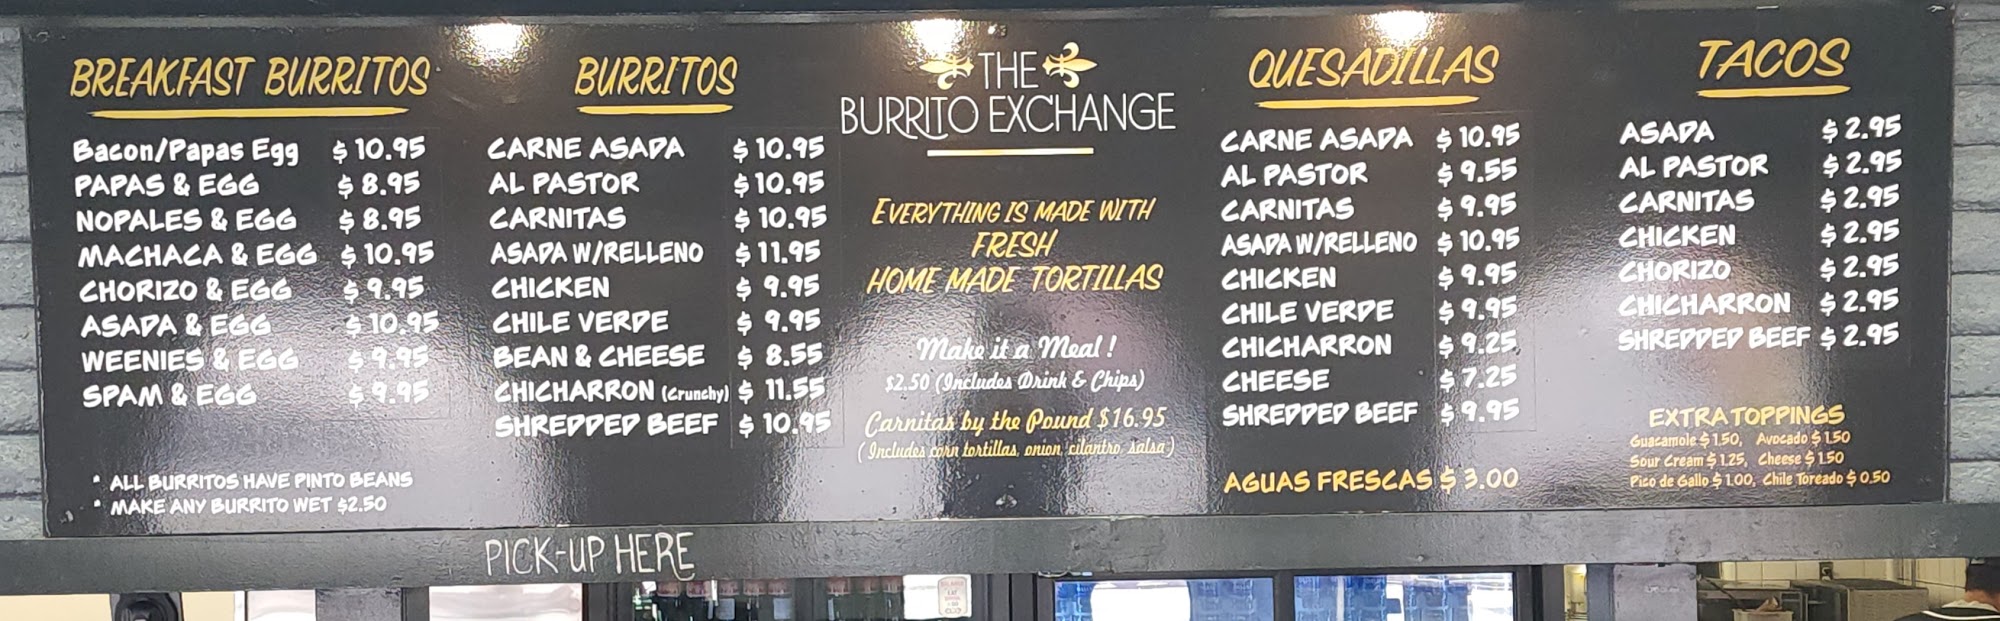 BREAKFAST BURRITOS
Bacon/Papas Egg $ 10.95
PAPAS & EGG $ 8.95
NOPALES & EGG $ 8.95
MACHACA & EGG $ 10.95
CHORIZO & EGG $ 9.95
ASADA & EGG $ 10.95
WEENIES & EGG $ 9.95
SPAM & EGG $ 9.95
* ALL BURRITOS HAVE PINTO BEANS
* MAKE ANY BURRITO WET $2.50
BURRITOS
CARNE ASADA $ 10.95
AL PASTOR $ 10.95
CARNITAS $ 10.95
ASADA W/RELLENO $ 11.95
CHICKEN $ 9.95
CHILE VERDE $ 9.95
BEAN & CHEESE $ 8.55
CHICHARRON (Crunchy) $ 11.55
SHREDDED BEEF $ 10.95
THE
BURRITO EXCHANGE
EVERYTHING IS MADE WITH
FRESH
HOME MADE TORTILLAS
Make it a Meal!
$2.50 (Includes Drink & Chips)
Carnitas by the Pound $16.95
(Includes corn tortillas, onion, cilantro, salsa)
QUESADILLAS
CARNE ASADA $ 10.95
AL PASTOR $ 9.55
CARNITAS $ 9.95
ASADA W/RELLENO $ 10.95
CHICKEN $ 9.95
CHILE VERDE $ 9.95
CHICHARRON $ 9.25
CHEESE $ 7.25
SHREDDED BEEF $ 9.95
AGUAS FRESCAS $ 3.00
TACOS
ASADA $ 2.95
AL PASTOR $ 2.95
CARNITAS $ 2.95
CHICKEN $ 2.95
CHORIZO $ 2.95
CHICHARRON $ 2.95
SHREDDED BEEF $ 2.95
EXTRA TOPPINGS
Guacamole $ 1.50, Avocado $ 1.50
Sour Cream $ 1.25, Cheese $ 1.50
Pico de Gallo $ 1.00, Chile Toreado $ 0.50
PICK-UP HERE